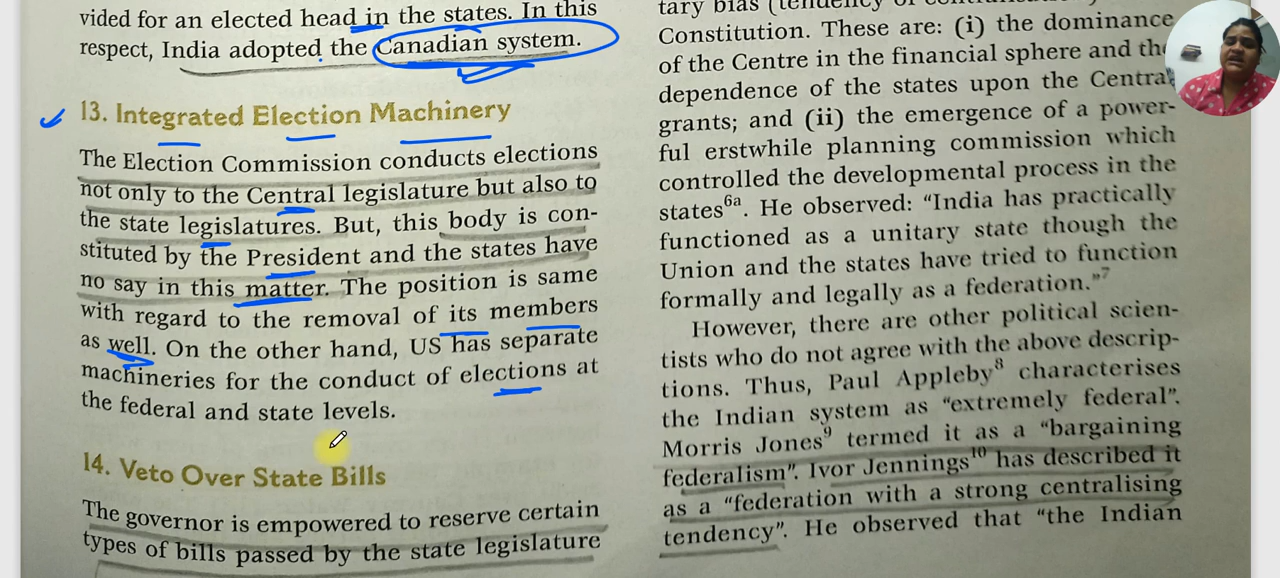 vided for an elected head in the states. In this
respect, India adopted the Canadian system.
13. Integrated Election Machinery
The Election Commission conducts elections
not only to the Central legislature but also to
the state legislatures. But, this body is con-
stituted by the President and the states have
no say in this matter. The position is same
with regard to the removal of its members
as well. On the other hand, US has separate
machineries for the conduct of elections at
the federal and state levels.
14. Veto Over State Bills
The governor is empowered to reserve certain
types of bills passed by the state legislature
tary bias (tendency of
Constitution. These are: (i) the dominance
of the Centre in the financial sphere and the
dependence of the states upon the Central
grants; and (ii) the emergence of a power-
ful erstwhile planning commission which
controlled the developmental process in the
states6a. He observed: “India has practically
functioned as a unitary state though the
Union and the states have tried to function
formally and legally as a federation.”7
However, there are other political scien-
tists who do not agree with the above descrip-
tions. Thus, Paul Appleby8 characterises
the Indian system as “extremely federal”.
Morris Jones9 termed it as a “bargaining
federalism”. Ivor Jennings10 has described it
as a “federation with a strong centralising
tendency”. He observed that “the Indian